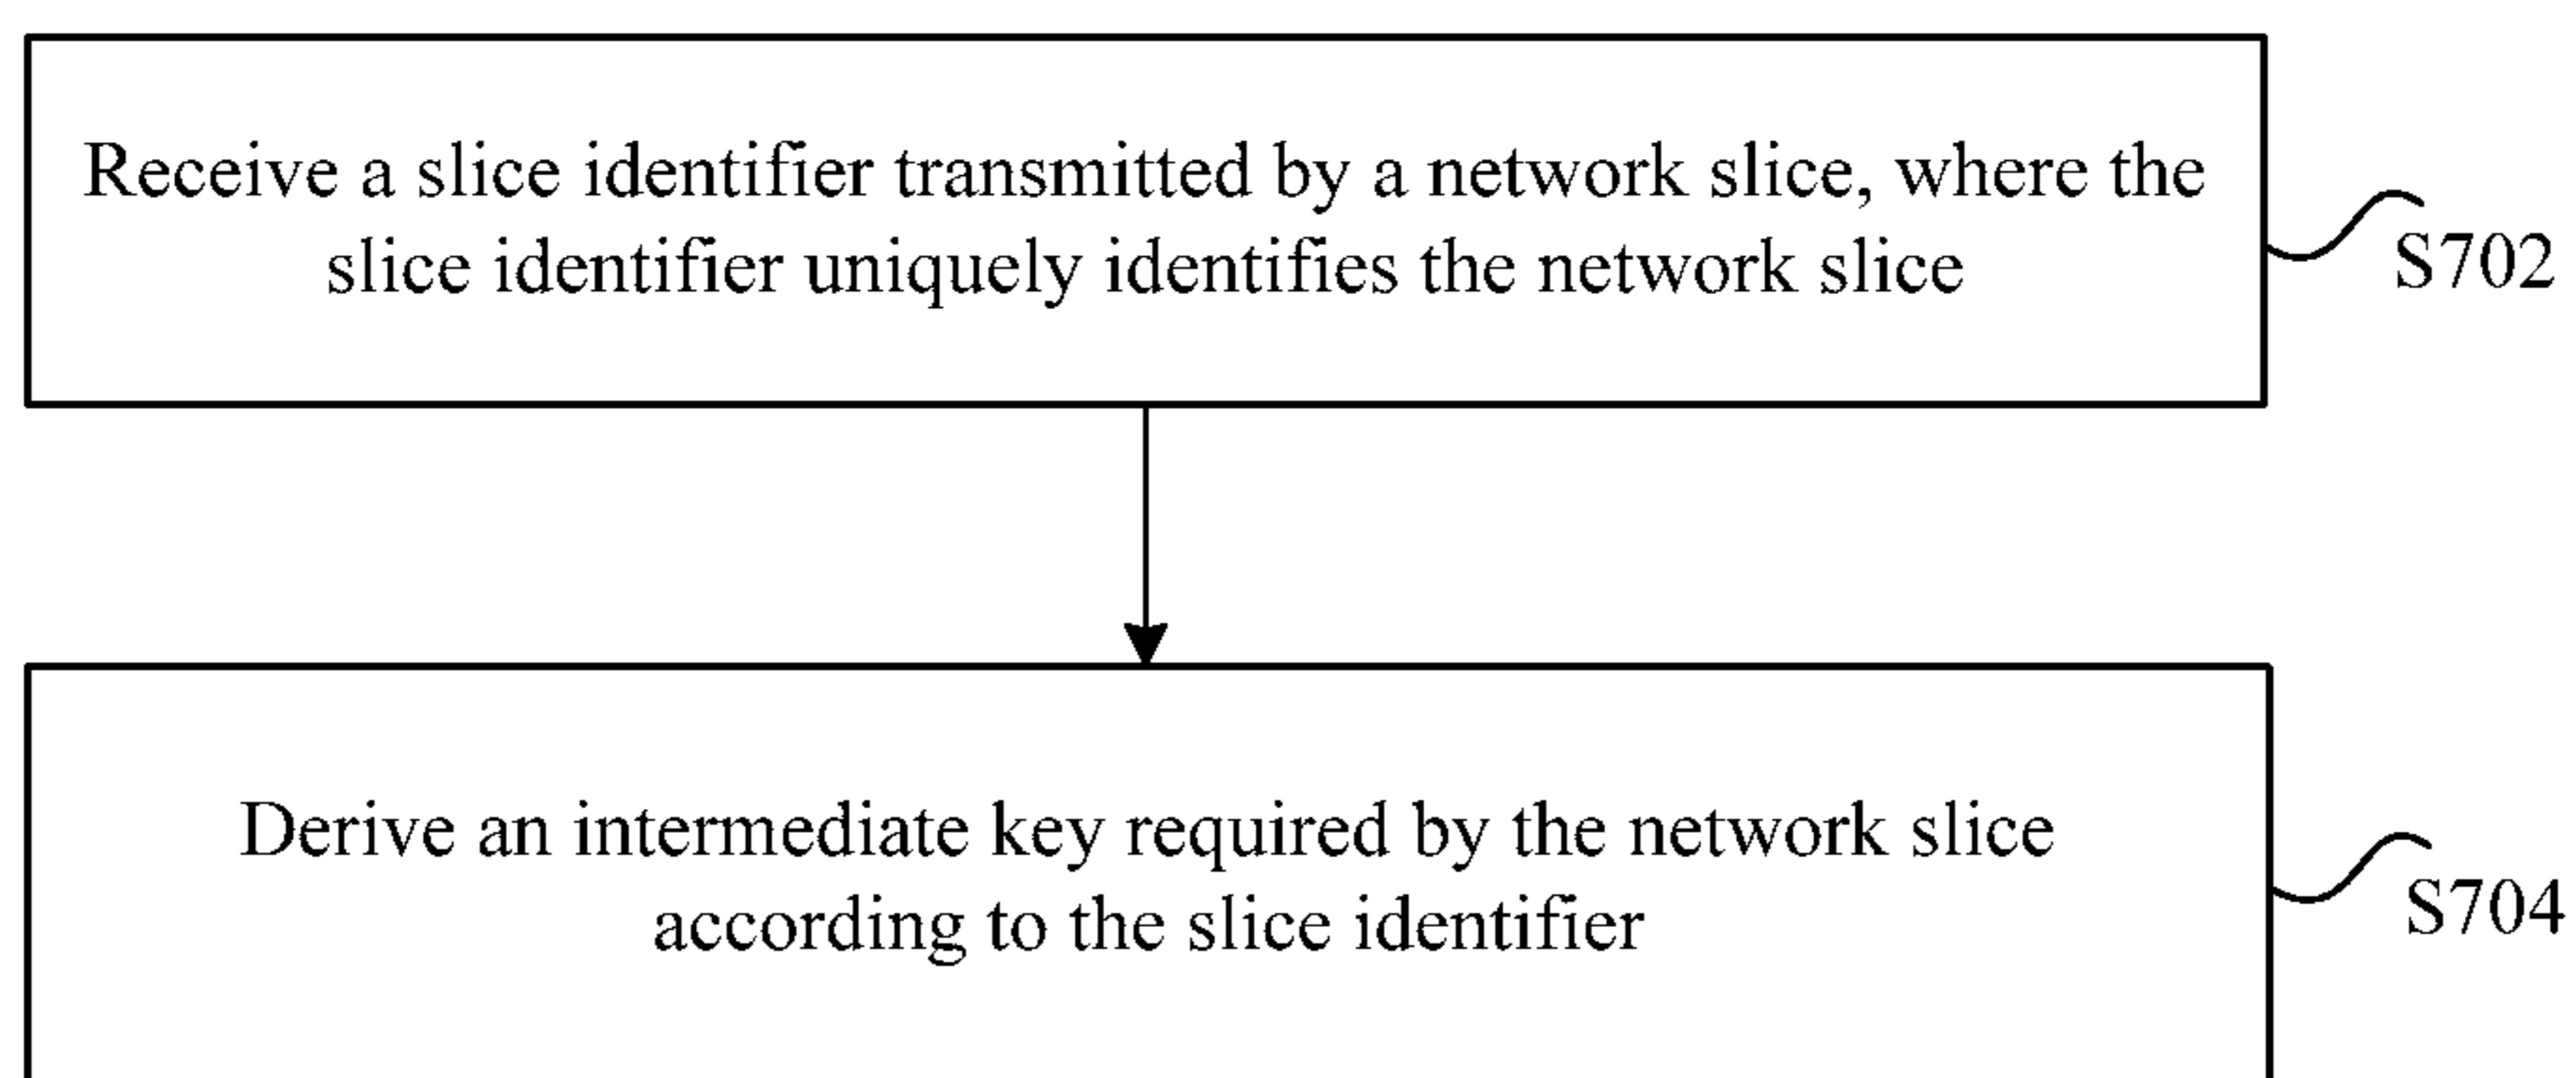 Receive a slice identifier transmitted by a network slice, where the
slice identifier uniquely identifies the network slice
S702
Derive an intermediate key required by the network slice
according to the slice identifier
S704